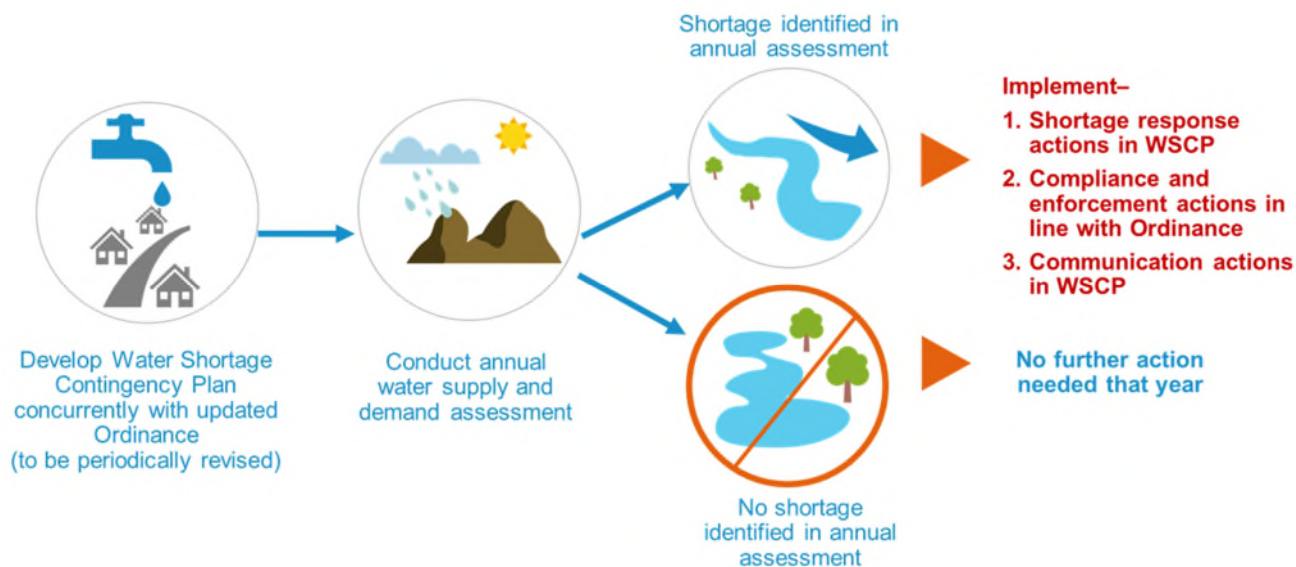 Develop Water Shortage
Contingency Plan
concurrently with updated
Ordinance
(to be periodically revised)
Conduct annual
water supply and
demand assessment
Shortage identified in
annual assessment
Implement–
1. Shortage response
actions in WSCP
2. Compliance and
enforcement actions in
line with Ordinance
3. Communication actions
in WSCP
No shortage
identified in annual
assessment
No further action
needed that year